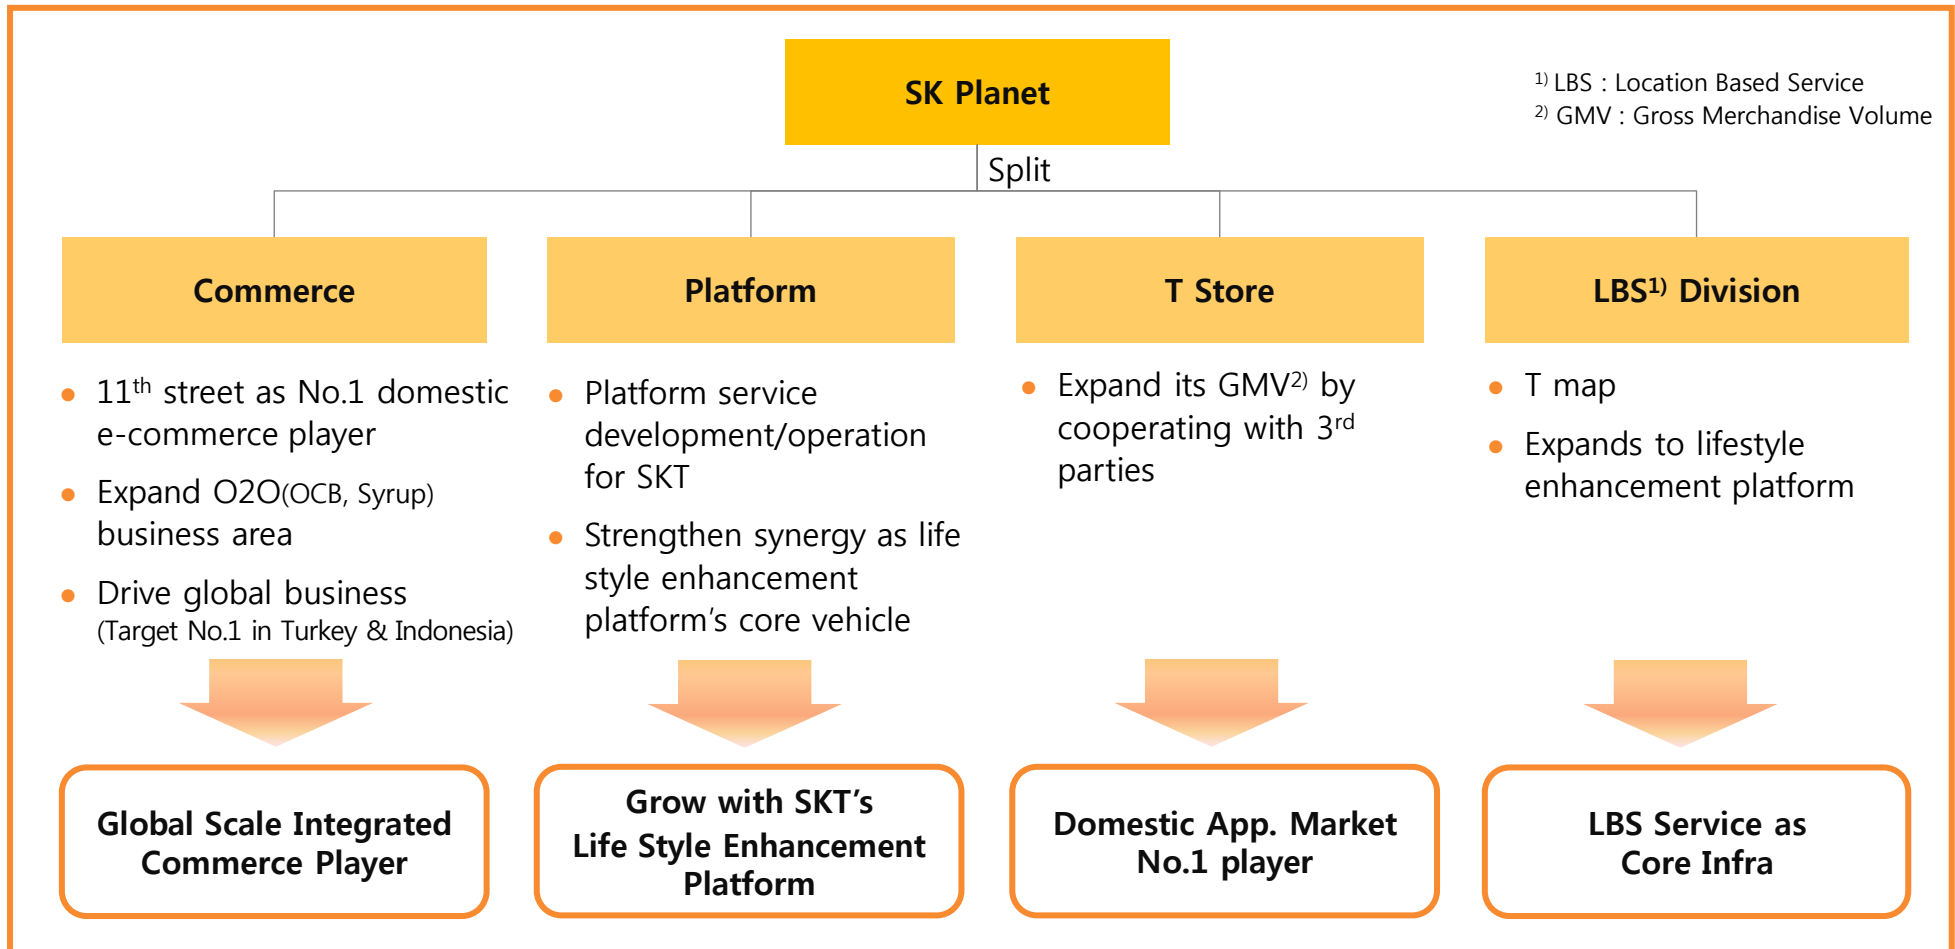 SK Planet
1) LBS : Location Based Service
2) GMV : Gross Merchandise Volume
Split
Commerce
• 11th street as No.1 domestic
e-commerce player
• Expand O2O(OCB, Syrup)
business area
• Drive global business
(Target No.1 in Turkey & Indonesia)
Global Scale Integrated
Commerce Player
Platform
• Platform service
development/operation
for SKT
• Strengthen synergy as life
style enhancement
platform’s core vehicle
Grow with SKT’s
Life Style Enhancement
Platform
T Store
• Expand its GMV2) by
cooperating with 3rd
parties
Domestic App. Market
No.1 player
LBS1) Division
• T map
• Expands to lifestyle
enhancement platform
LBS Service as
Core Infra